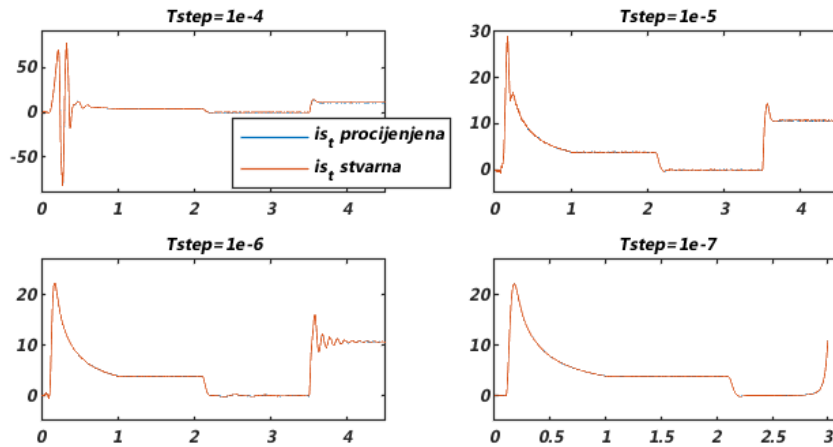 Tstep=1e-4
50
0
-50
0 1 2 3 4
is_t procijenjena
is_t stvarna
Tstep=1e-5
30
20
10
0
0 1 2 3 4
Tstep=1e-6
20
10
0
0 1 2 3 4
Tstep=1e-7
20
10
0
0 0.5 1 1.5 2 2.5 3